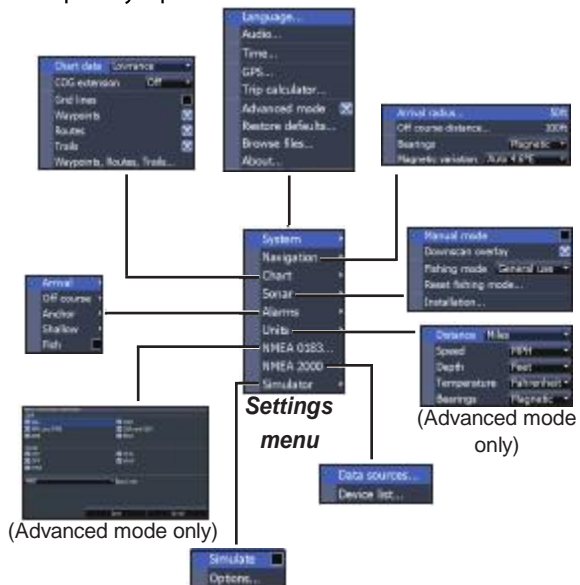 Language...
Audio...
Time...
GPS...
Trip calculator...
Advanced mode
Restore defaults...
Browse files...
About...
Chart data Lowrance
COG extension Off
Grid lines
Waypoints
Routes
Trails
Waypoints, Routes, Trails...
Arrival radius... 50ft
Off course distance... 300ft
Bearings Magnetic
Magnetic variation Auto 4.6°E
System
Navigation
Chart
Sonar
Alarms
Units
NMEA 0183...
NMEA 2000
Simulator
Settings
menu
Manual mode
Downscan overlay
Fishing mode General use
Reset fishing mode...
Installation...
Arrival
Off course
Anchor
Shallow
Fish
Distance Miles
Speed MPH
Depth Feet
Temperature Fahrenheit
Bearings Magnetic
(Advanced mode
only)
(Advanced mode only)
Data sources...
Device list...
Simulate
Options...